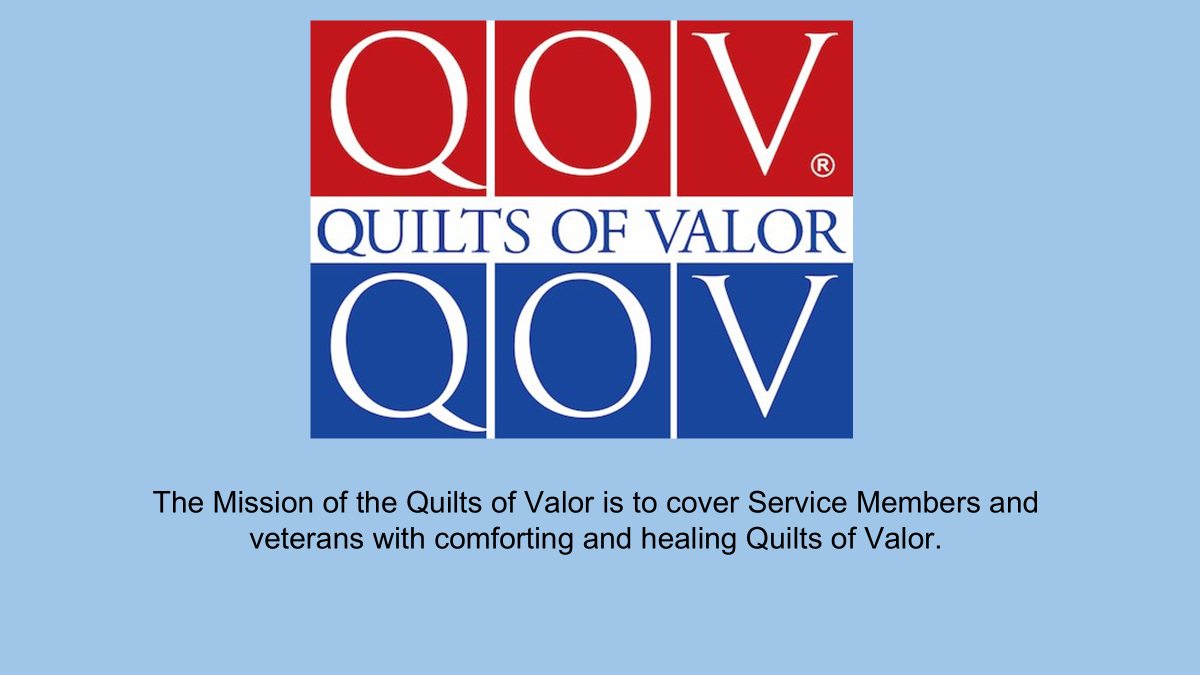 QOV®
QUILTS OF VALOR
QOV
The Mission of the Quilts of Valor is to cover Service Members and
veterans with comforting and healing Quilts of Valor.